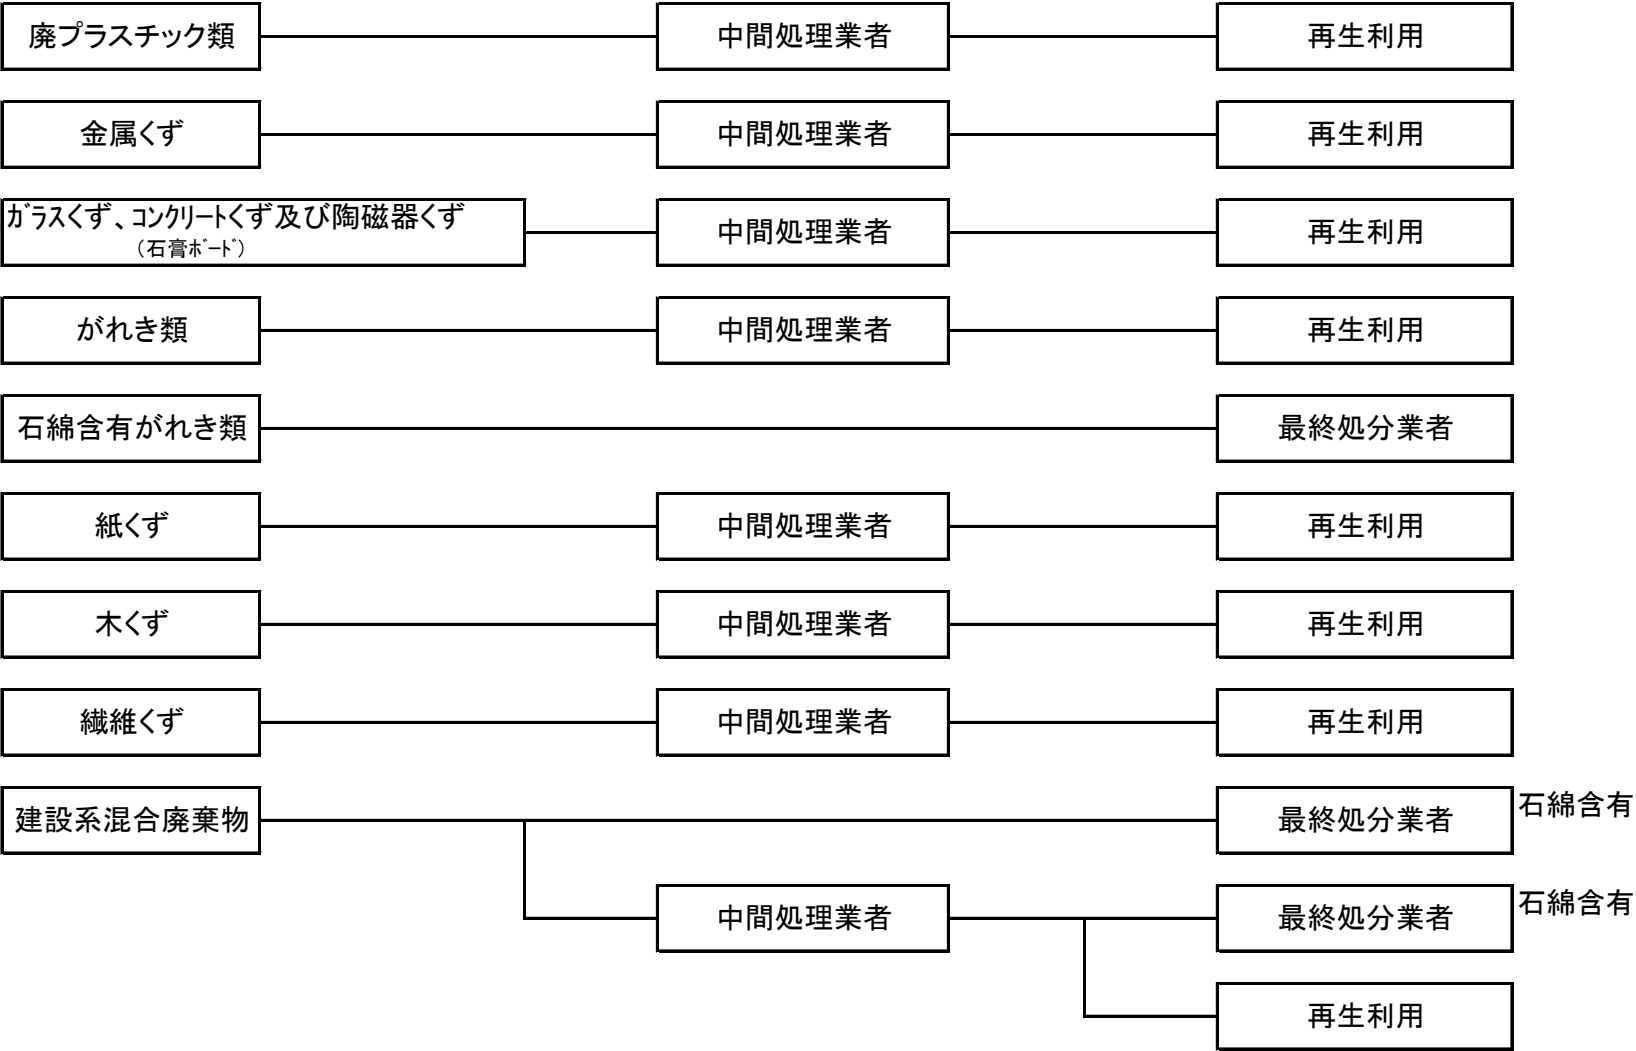 廃プラスチック類
中間処理業者
再生利用
金属くず
中間処理業者
再生利用
ｶﾞﾗｽくず、ｺﾝｸﾘｰﾄくず及び陶磁器くず
（石膏ﾎﾞｰﾄﾞ）
中間処理業者
再生利用
がれき類
中間処理業者
再生利用
石綿含有がれき類
最終処分業者
紙くず
中間処理業者
再生利用
木くず
中間処理業者
再生利用
繊維くず
中間処理業者
再生利用
建設系混合廃棄物
最終処分業者
石綿含有
中間処理業者
最終処分業者
石綿含有
再生利用